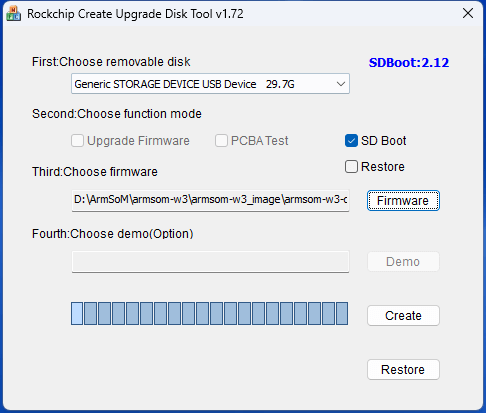 Rockchip Create Upgrade Disk Tool v1.72
First:Choose removable disk
SDBoot:2.12
Generic STORAGE DEVICE USB Device 29.7G
Second:Choose function mode
Upgrade Firmware
PCBA Test
SD Boot
Restore
Third:Choose firmware
D:\ArmSoM\armsom-w3\armsom-w3_image\armsom-w3-c
Firmware
Fourth:Choose demo(Option)
Demo
Create
Restore